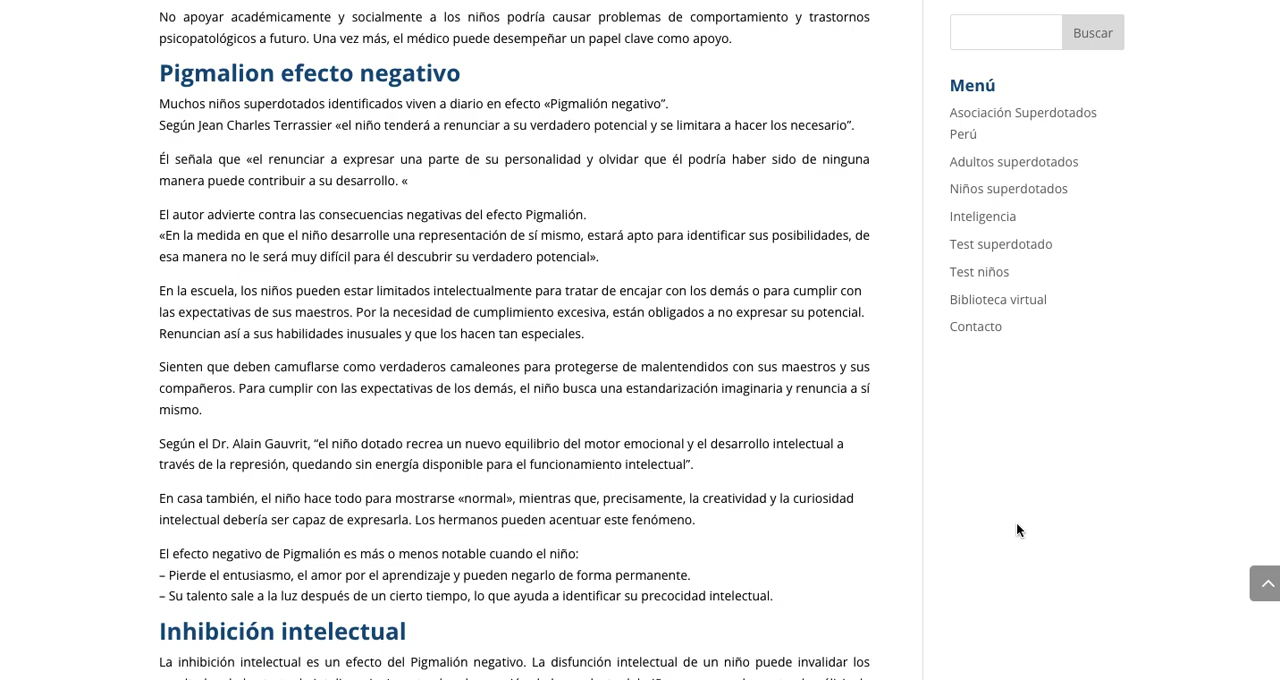 No apoyar académicamente y socialmente a los niños podría causar problemas de comportamiento y trastornos
psicopatológicos a futuro. Una vez más, el médico puede desempeñar un papel clave como apoyo.
Pigmalion efecto negativo
Muchos niños superdotados identificados viven a diario en efecto «Pigmalión negativo”.
Según Jean Charles Terrassier «el niño tenderá a renunciar a su verdadero potencial y se limitara a hacer los necesario”.
Él señala que «el renunciar a expresar una parte de su personalidad y olvidar que él podría haber sido de ninguna
manera puede contribuir a su desarrollo. «
El autor advierte contra las consecuencias negativas del efecto Pigmalión.
«En la medida en que el niño desarrolle una representación de sí mismo, estará apto para identificar sus posibilidades, de
esa manera no le será muy difícil para él descubrir su verdadero potencial».
En la escuela, los niños pueden estar limitados intelectualmente para tratar de encajar con los demás o para cumplir con
las expectativas de sus maestros. Por la necesidad de cumplimiento excesiva, están obligados a no expresar su potencial.
Renuncian así a sus habilidades inusuales y que los hacen tan especiales.
Sienten que deben camuflarse como verdaderos camaleones para protegerse de malentendidos con sus maestros y sus
compañeros. Para cumplir con las expectativas de los demás, el niño busca una estandarización imaginaria y renuncia a sí
mismo.
Según el Dr. Alain Gauvrit, “el niño dotado recrea un nuevo equilibrio del motor emocional y el desarrollo intelectual a
través de la represión, quedando sin energía disponible para el funcionamiento intelectual”.
En casa también, el niño hace todo para mostrarse «normal», mientras que, precisamente, la creatividad y la curiosidad
intelectual debería ser capaz de expresarla. Los hermanos pueden acentuar este fenómeno.
El efecto negativo de Pigmalión es más o menos notable cuando el niño:
– Pierde el entusiasmo, el amor por el aprendizaje y pueden negarlo de forma permanente.
– Su talento sale a la luz después de un cierto tiempo, lo que ayuda a identificar su precocidad intelectual.
Inhibición intelectual
La inhibición intelectual es un efecto del Pigmalión negativo. La disfunción intelectual de un niño puede invalidar los
Buscar
Menú
Asociación Superdotados
Perú
Adultos superdotados
Niños superdotados
Inteligencia
Test superdotado
Test niños
Biblioteca virtual
Contacto